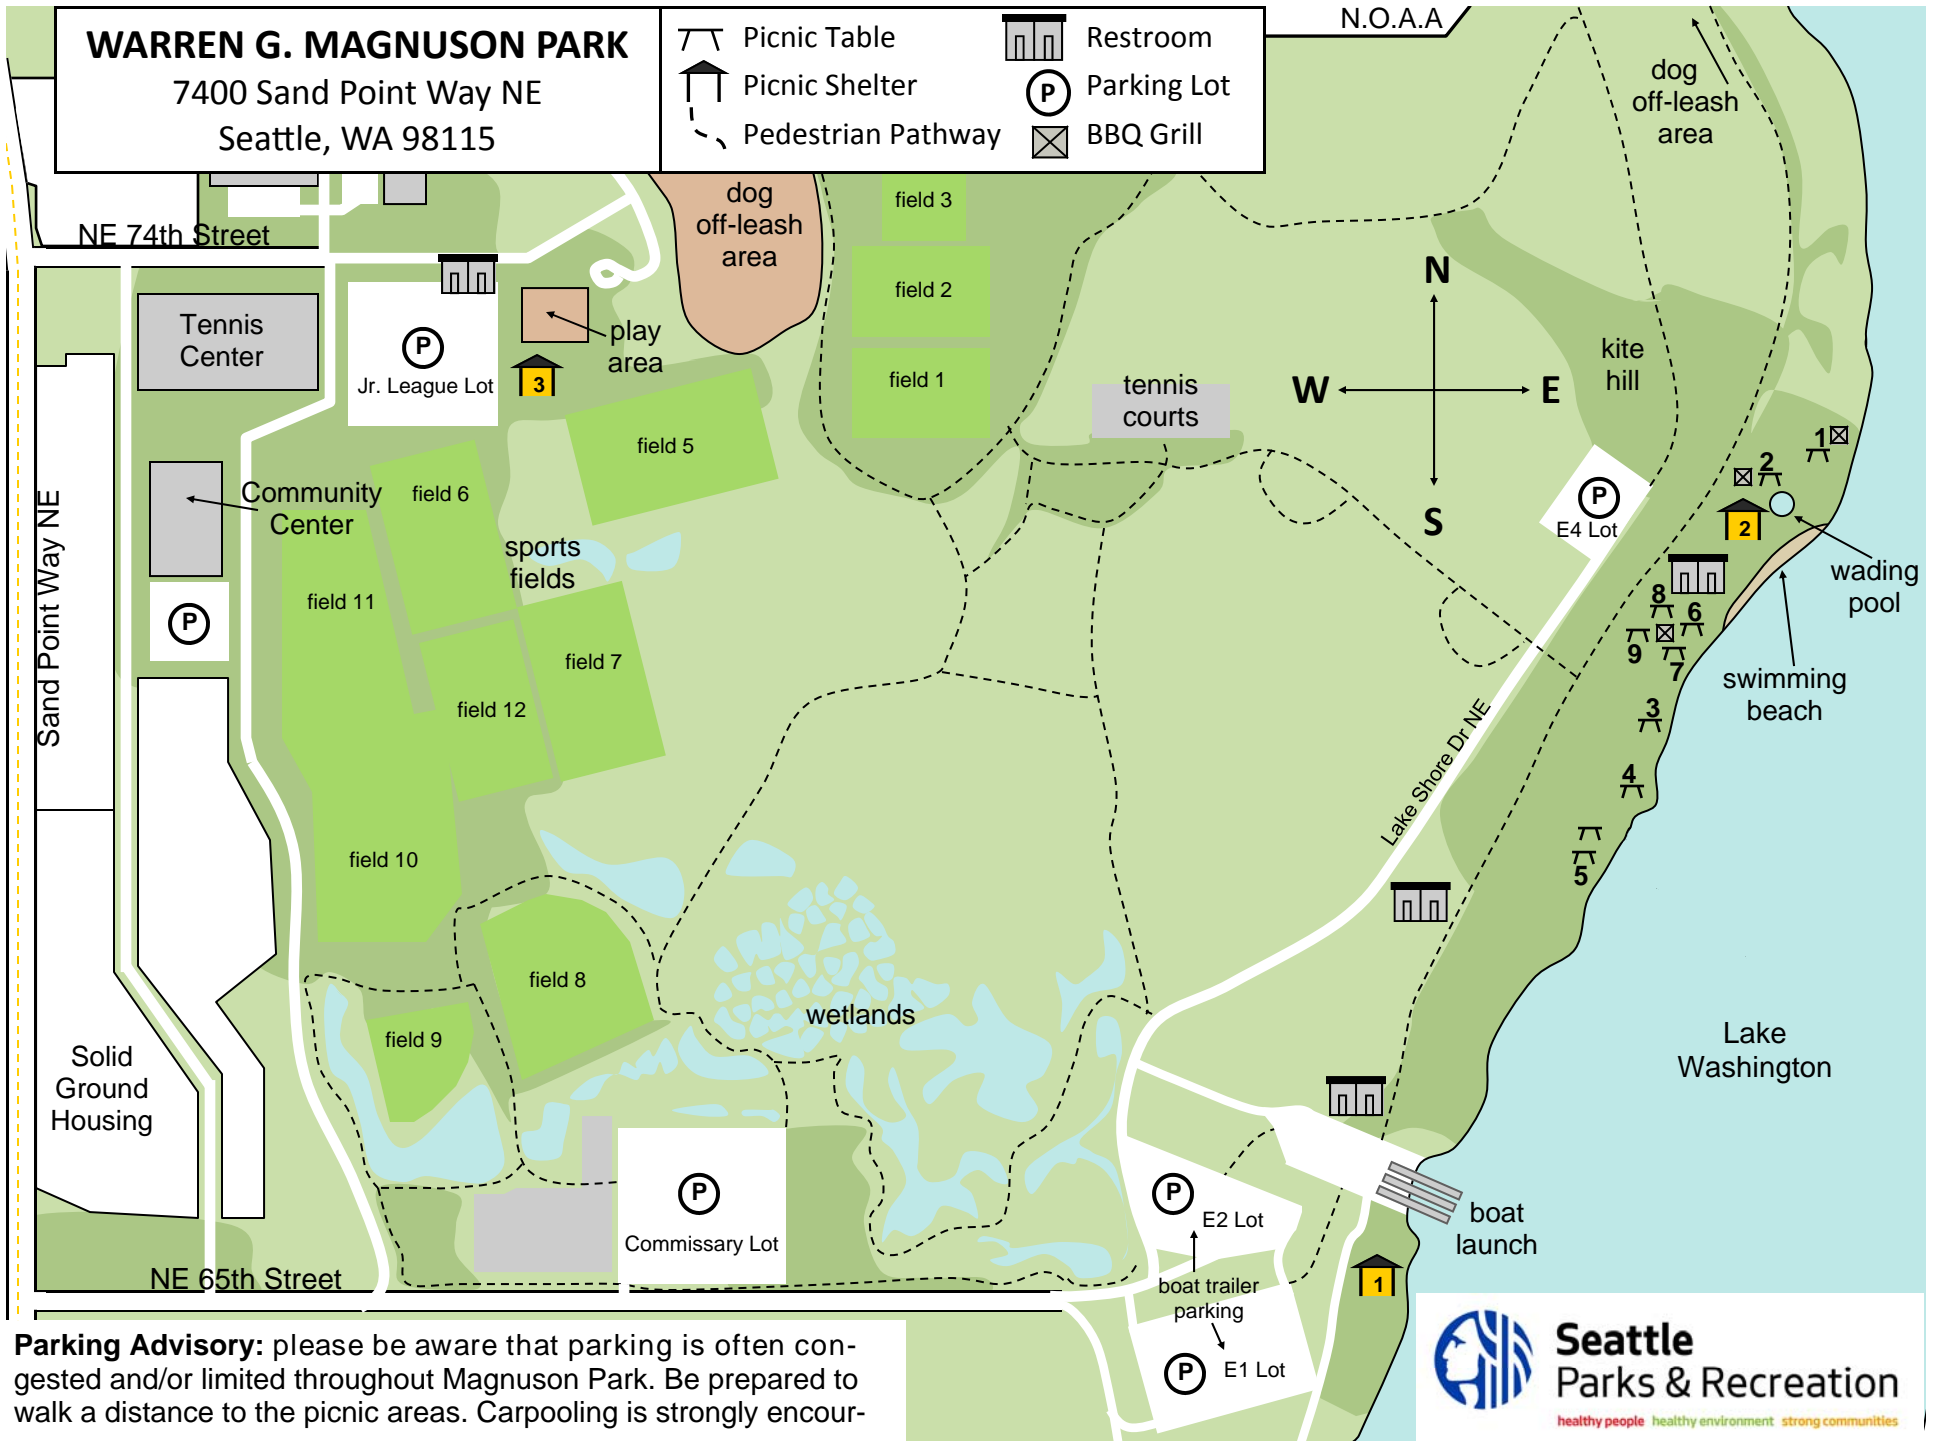 WARREN G. MAGNUSON PARK
7400 Sand Point Way NE
Seattle, WA 98115
Picnic Table
Picnic Shelter
Pedestrian Pathway
Restroom
P
Parking Lot
BBQ Grill
N.O.A.A
dog
off-leash
area
dog
off-leash
area
field 3
field 2
field 1
NE 74th Street
Tennis
Center
P
Jr. League Lot
play
area
3
field 5
tennis
courts
N
W
E
S
kite
hill
1
2
P
E4 Lot
2
wading
pool
swimming
beach
8
6
9
7
3
4
5
Community
Center
field 6
sports
fields
field 11
P
field 7
field 12
Sand Point Way NE
Lake Shore Dr NE
field 10
field 8
field 9
wetlands
Lake
Washington
Solid
Ground
Housing
P
Commissary Lot
P
E2 Lot
boat
launch
boat trailer
parking
1
P
E1 Lot
NE 65th Street
Parking Advisory: please be aware that parking is often con-
gested and/or limited throughout Magnuson Park. Be prepared to
walk a distance to the picnic areas. Carpooling is strongly encour-
Seattle
Parks & Recreation
healthy people healthy environment strong communities